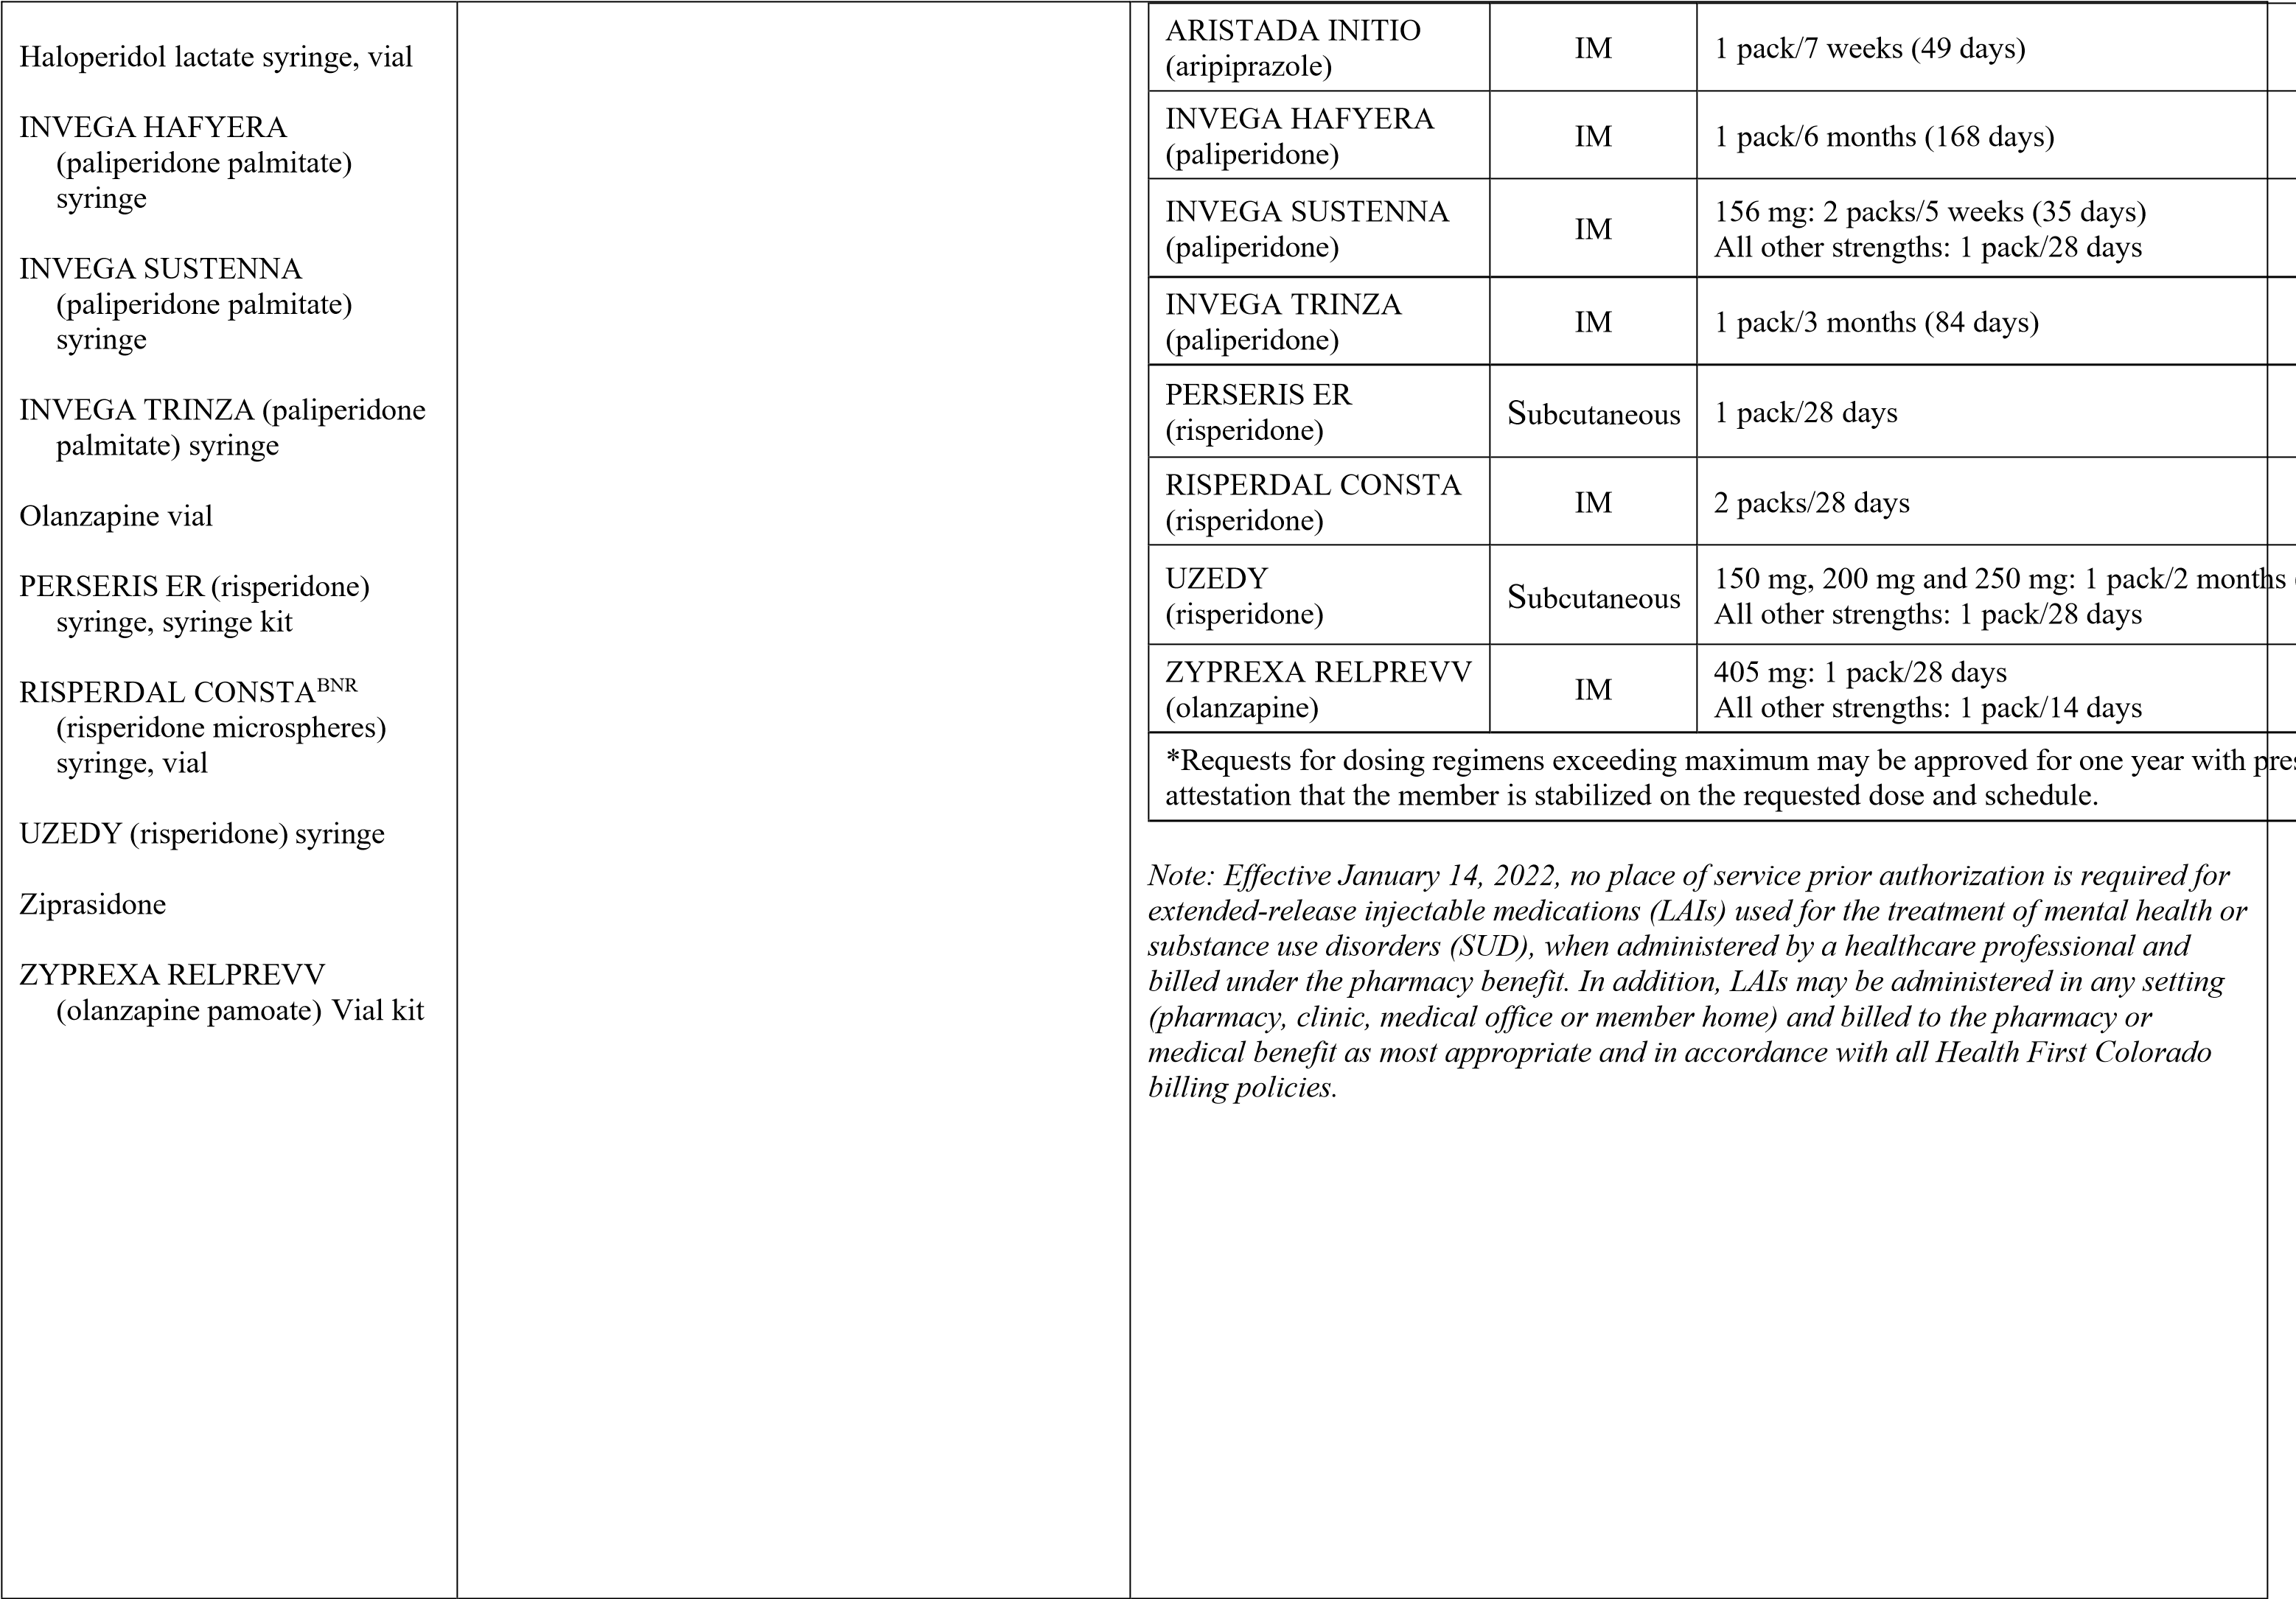 Haloperidol lactate syringe, vial
INVEGA HAFYERA
(paliperidone palmitate)
syringe
INVEGA SUSTENNA
(paliperidone palmitate)
syringe
INVEGA TRINZA (paliperidone
palmitate) syringe
Olanzapine vial
PERSERIS ER (risperidone)
syringe, syringe kit
RISPERDAL CONSTABNR
(risperidone microspheres)
syringe, vial
UZEDY (risperidone) syringe
Ziprasidone
ZYPREXA RELPREVV
(olanzapine pamoate) Vial kit
ARISTADA INITIO
(aripiprazole)
IM
1 pack/7 weeks (49 days)
INVEGA HAFYERA
(paliperidone)
IM
1 pack/6 months (168 days)
INVEGA SUSTENNA
(paliperidone)
IM
156 mg: 2 packs/5 weeks (35 days)
All other strengths: 1 pack/28 days
INVEGA TRINZA
(paliperidone)
IM
1 pack/3 months (84 days)
PERSERIS ER
(risperidone)
Subcutaneous
1 pack/28 days
RISPERDAL CONSTA
(risperidone)
IM
2 packs/28 days
UZEDY
(risperidone)
Subcutaneous
150 mg, 200 mg and 250 mg: 1 pack/2 months
All other strengths: 1 pack/28 days
ZYPREXA RELPREVV
(olanzapine)
IM
405 mg: 1 pack/28 days
All other strengths: 1 pack/14 days
*Requests for dosing regimens exceeding maximum may be approved for one year with
attestation that the member is stabilized on the requested dose and schedule.
Note: Effective January 14, 2022, no place of service prior authorization is required for
extended-release injectable medications (LAIs) used for the treatment of mental health or
substance use disorders (SUD), when administered by a healthcare professional and
billed under the pharmacy benefit. In addition, LAIs may be administered in any setting
(pharmacy, clinic, medical office or member home) and billed to the pharmacy or
medical benefit as most appropriate and in accordance with all Health First Colorado
billing policies.